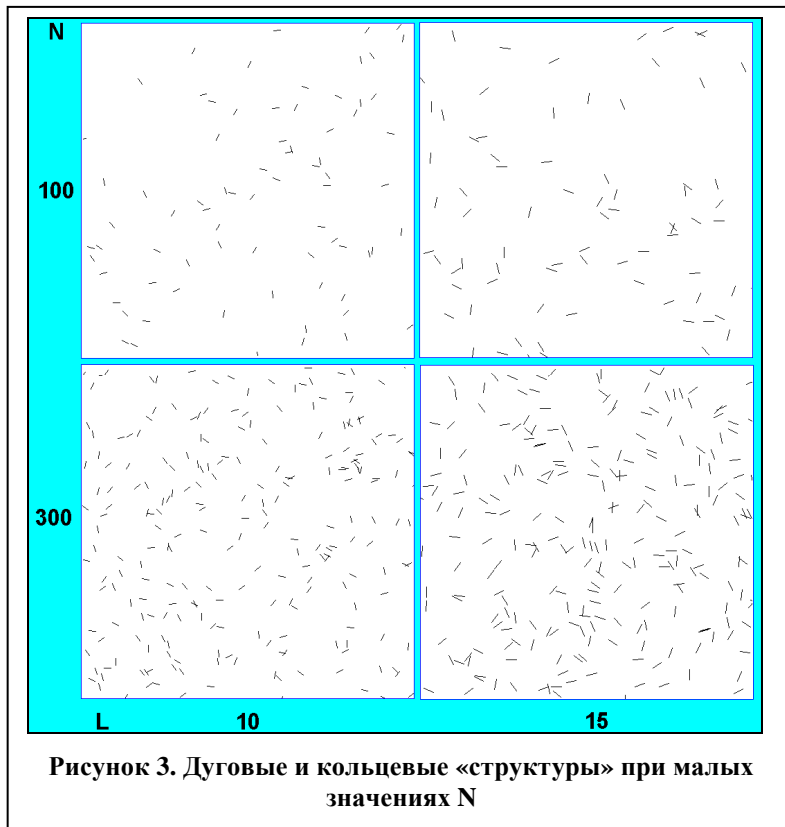 N
100
300
L 10 15
Рисунок 3. Дуговые и кольцевые «структуры» при малых
значениях N